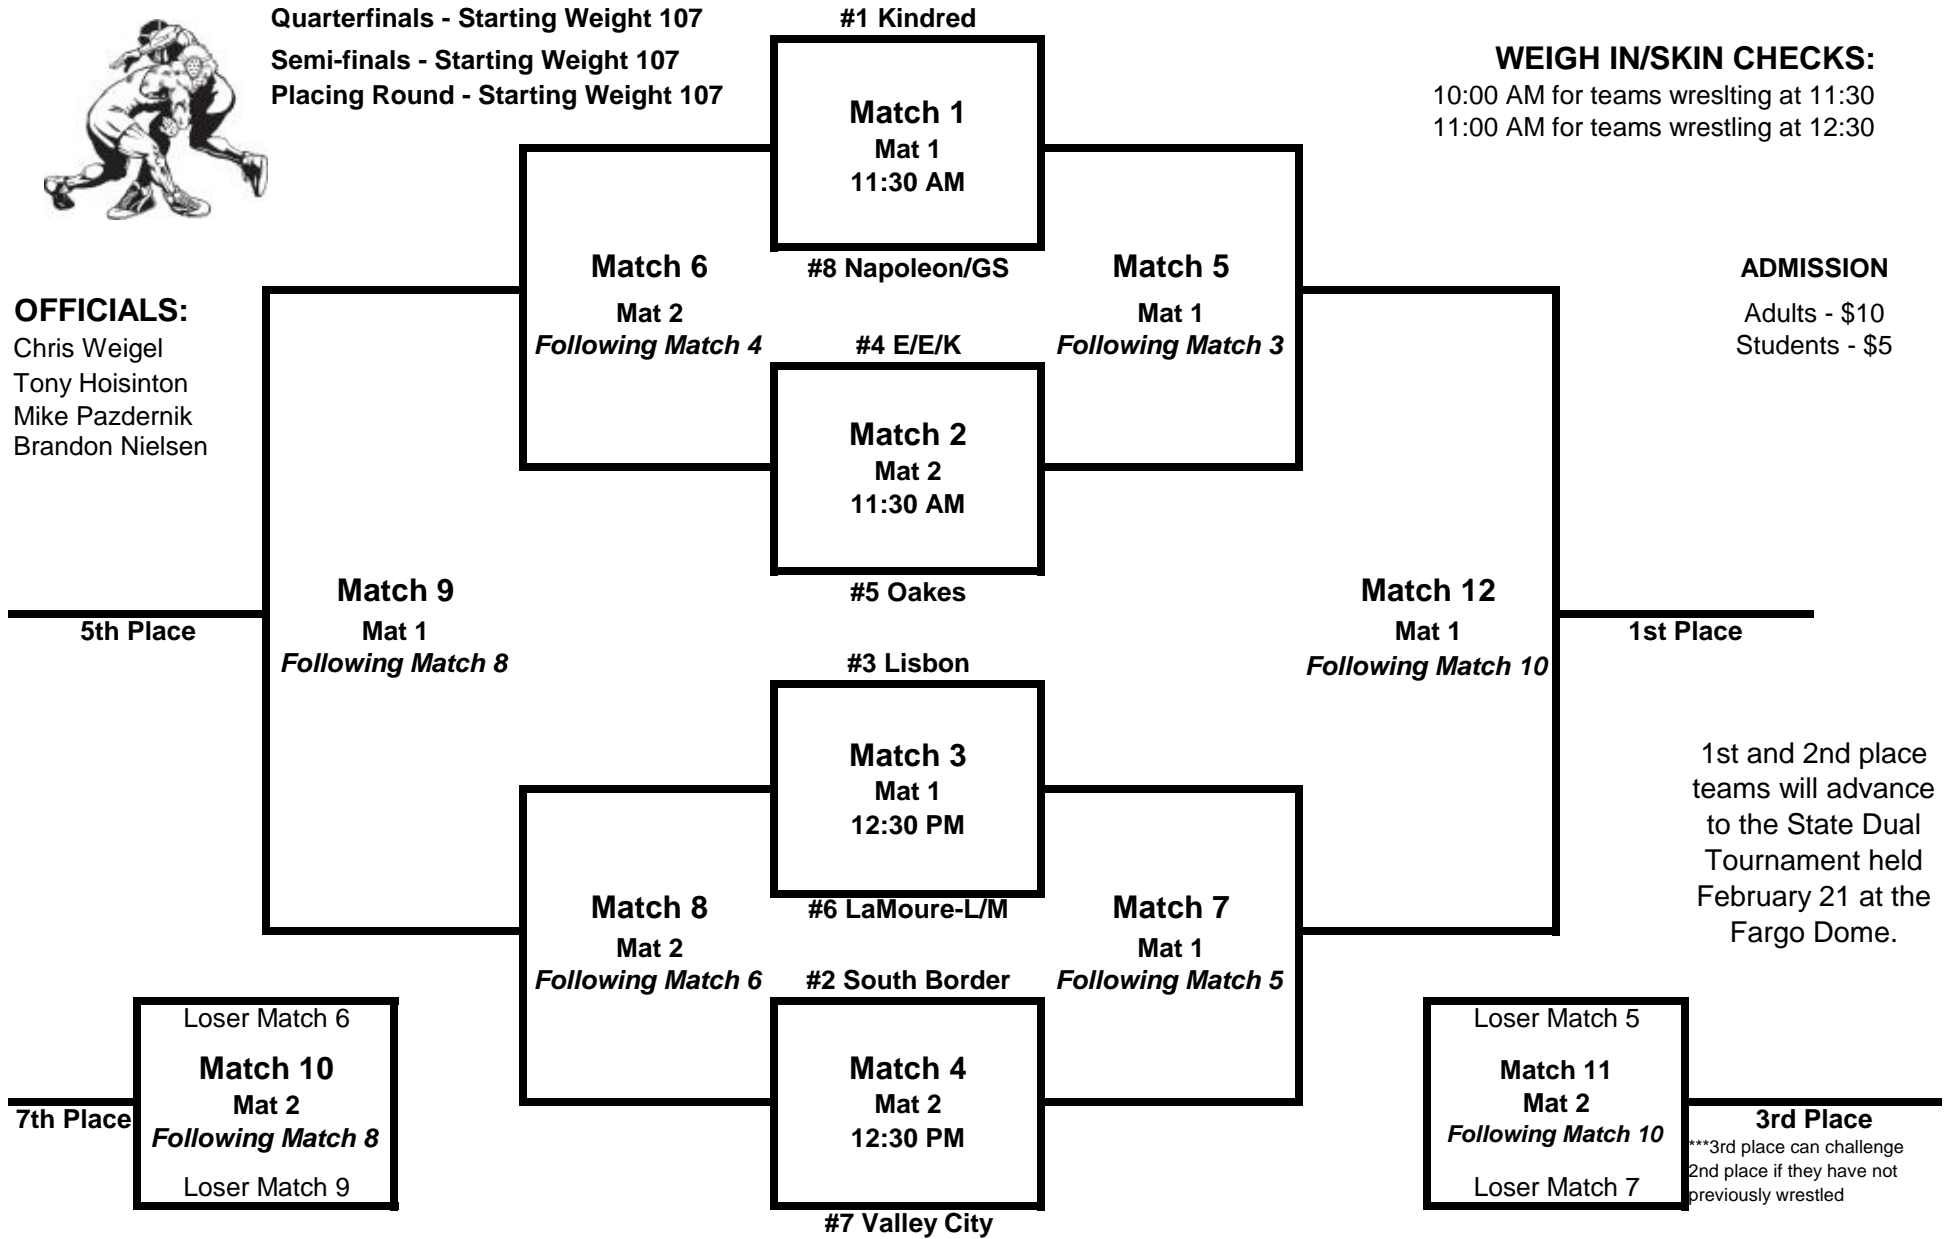 Quarterfinals - Starting Weight 107
Semi-finals - Starting Weight 107
Placing Round - Starting Weight 107
WEIGH IN/SKIN CHECKS:
10:00 AM for teams wreslting at 11:30
11:00 AM for teams wrestling at 12:30
#1 Kindred
Match 1
Mat 1
11:30 AM
#8 Napoleon/GS
Match 6
Mat 2
Following Match 4
Match 5
Mat 1
Following Match 3
ADMISSION
Adults - $10
Students - $5
OFFICIALS:
Chris Weigel
Tony Hoisinton
Mike Pazdernik
Brandon Nielsen
#4 E/E/K
Match 2
Mat 2
11:30 AM
#5 Oakes
Match 9
Mat 1
Following Match 8
5th Place
Match 12
Mat 1
Following Match 10
1st Place
#3 Lisbon
Match 3
Mat 1
12:30 PM
#6 LaMoure-L/M
1st and 2nd place
teams will advance
to the State Dual
Tournament held
February 21 at the
Fargo Dome.
Match 8
Mat 2
Following Match 6
Match 7
Mat 1
Following Match 5
#2 South Border
Match 4
Mat 2
12:30 PM
#7 Valley City
Loser Match 6
Match 10
Mat 2
Following Match 8
Loser Match 9
7th Place
Loser Match 5
Match 11
Mat 2
Following Match 10
Loser Match 7
3rd Place
***3rd place can challenge
2nd place if they have not
previously wrestled